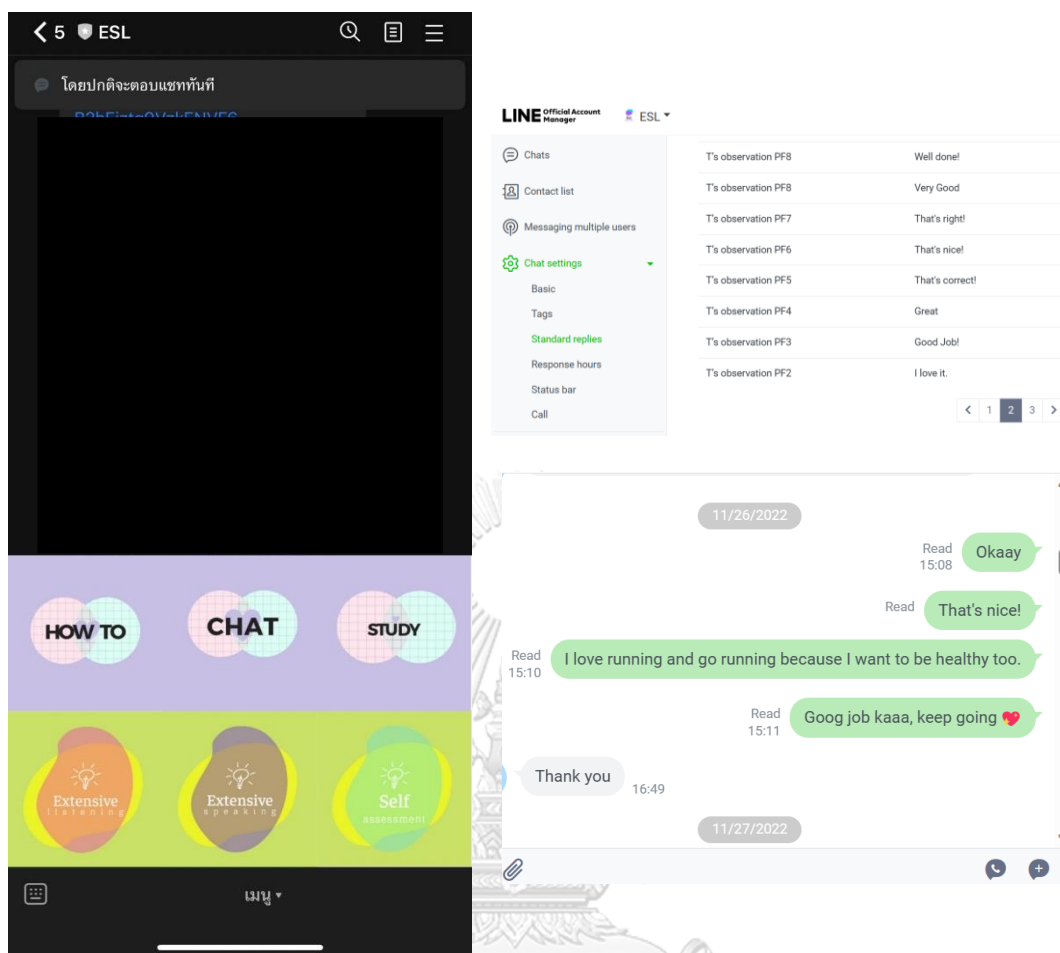 5 ESL
โดยปกติจะตอบแชททันที
HOW TO
CHAT
STUDY
Extensive
listening
Extensive
speaking
Self
assessment
เมนู
LINE Official Account Manager
ESL
Chats
Contact list
Messaging multiple users
Chat settings
Basic
Tags
Standard replies
Response hours
Status bar
Call
T's observation PF8 Well done!
T's observation PF8 Very Good
T's observation PF7 That's right!
T's observation PF6 That's nice!
T's observation PF5 That's correct!
T's observation PF4 Great
T's observation PF3 Good Job!
T's observation PF2 I love it.
1 2 3
11/26/2022
Read
15:08
Okaay
Read
That's nice!
Read
15:10
I love running and go running because I want to be healthy too.
Read
15:11
Goog job kaaa, keep going 💖
Thank you
16:49
11/27/2022